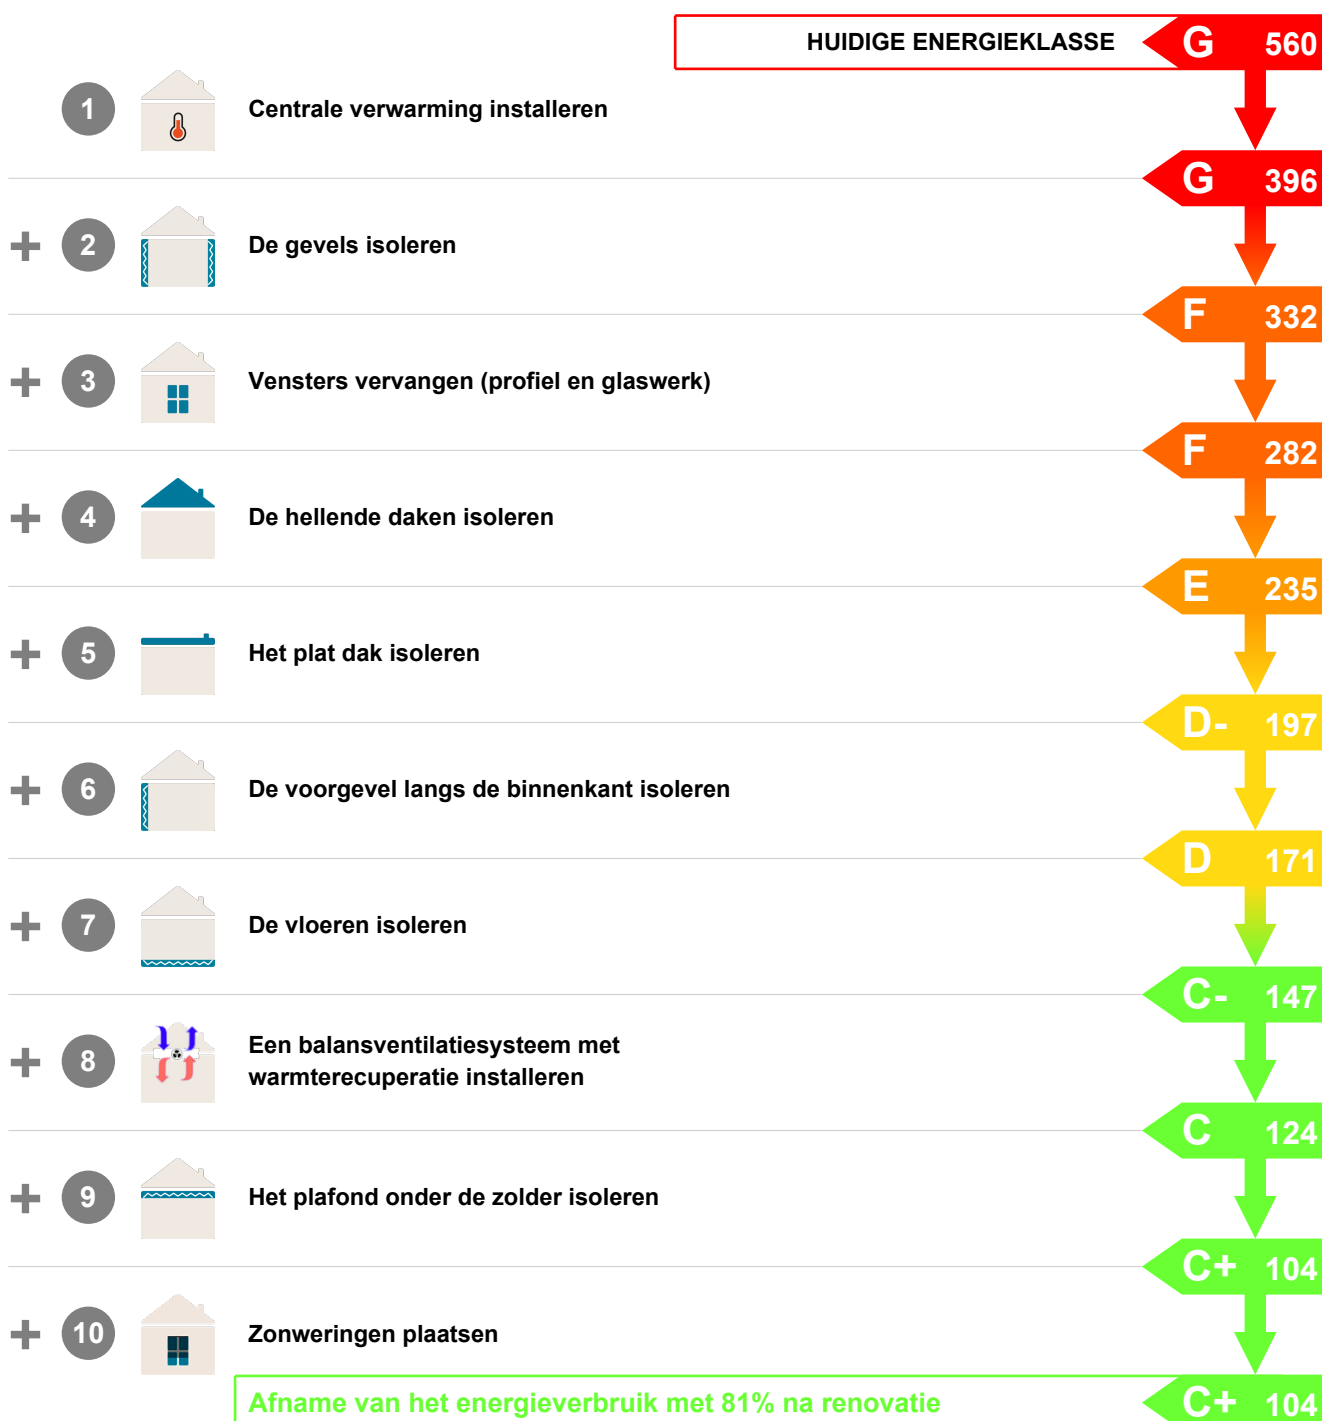 HUIDIGE ENERGIEKLASSE G 560
1 Centrale verwarming installeren
G 396
+ 2 De gevels isoleren
F 332
+ 3 Vensters vervangen (profiel en glaswerk)
F 282
+ 4 De hellende daken isoleren
E 235
+ 5 Het plat dak isoleren
D- 197
+ 6 De voorgevel langs de binnenkant isoleren
D 171
+ 7 De vloeren isoleren
C- 147
+ 8 Een balansventilatiesysteem met
warmterecuperatie installeren
C 124
+ 9 Het plafond onder de zolder isoleren
C+ 104
+ 10 Zonweringen plaatsen
Afname van het energieverbruik met 81% na renovatie C+ 104